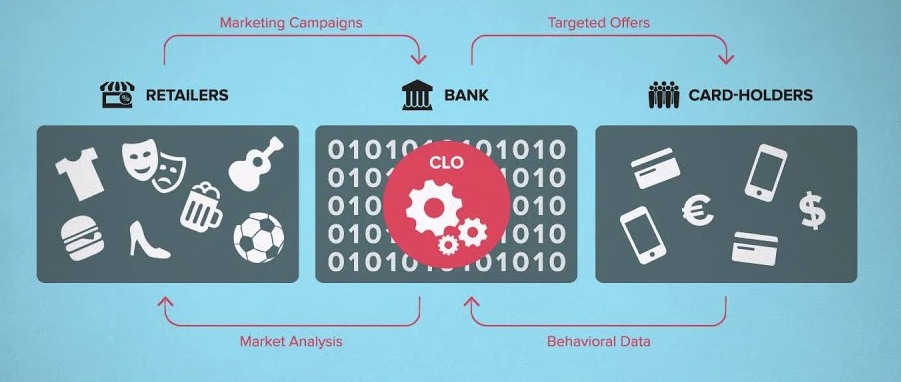 Marketing Campaigns
Targeted Offers
RETAILERS
BANK
CARD-HOLDERS
CLO
Market Analysis
Behavioral Data